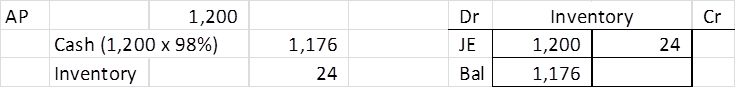 AP 1,200 Dr Inventory Cr
Cash (1,200 x 98%) 1,176 JE 1,200 24
Inventory 24 Bal 1,176